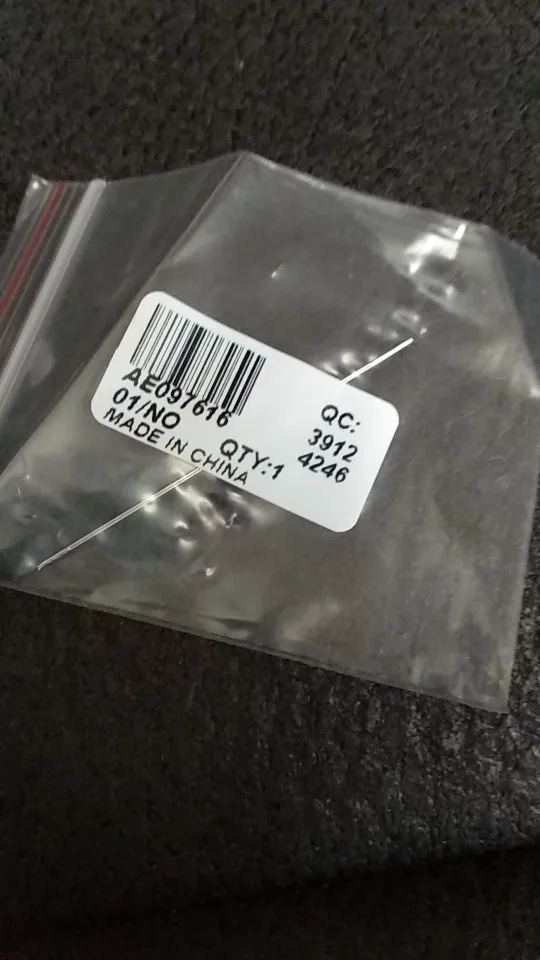 AE097616
01/NO
QTY:1
MADE IN CHINA
QC:
3912
4246